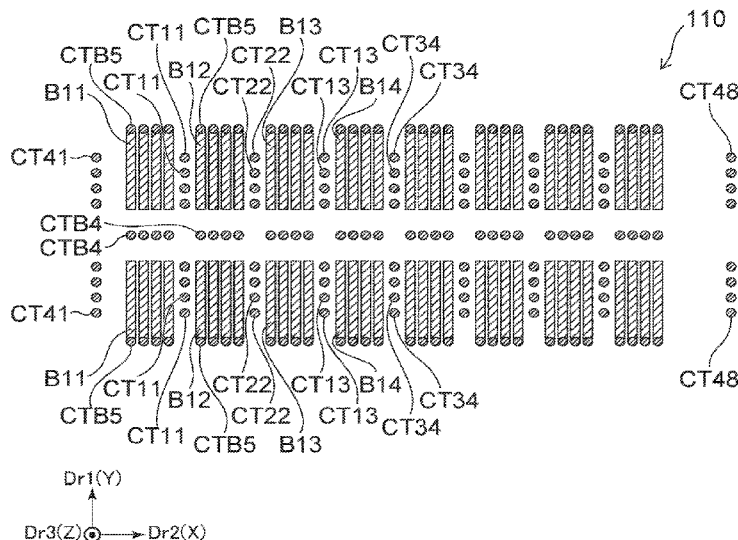 110
CT11 CTB5 B13
CTB5 CT11 B12 CT22 CT13 CT34
B11 CT22 CT13 B14 CT34 CT48
CT41
CTB4
CTB4
CT41
B11 CT11 CT22 CT13 B14 CT48
CTB5 B12 CT22 CT13 CT34
CT11 CTB5 B13 CT34
Dr1(Y)
Dr3(Z) Dr2(X)